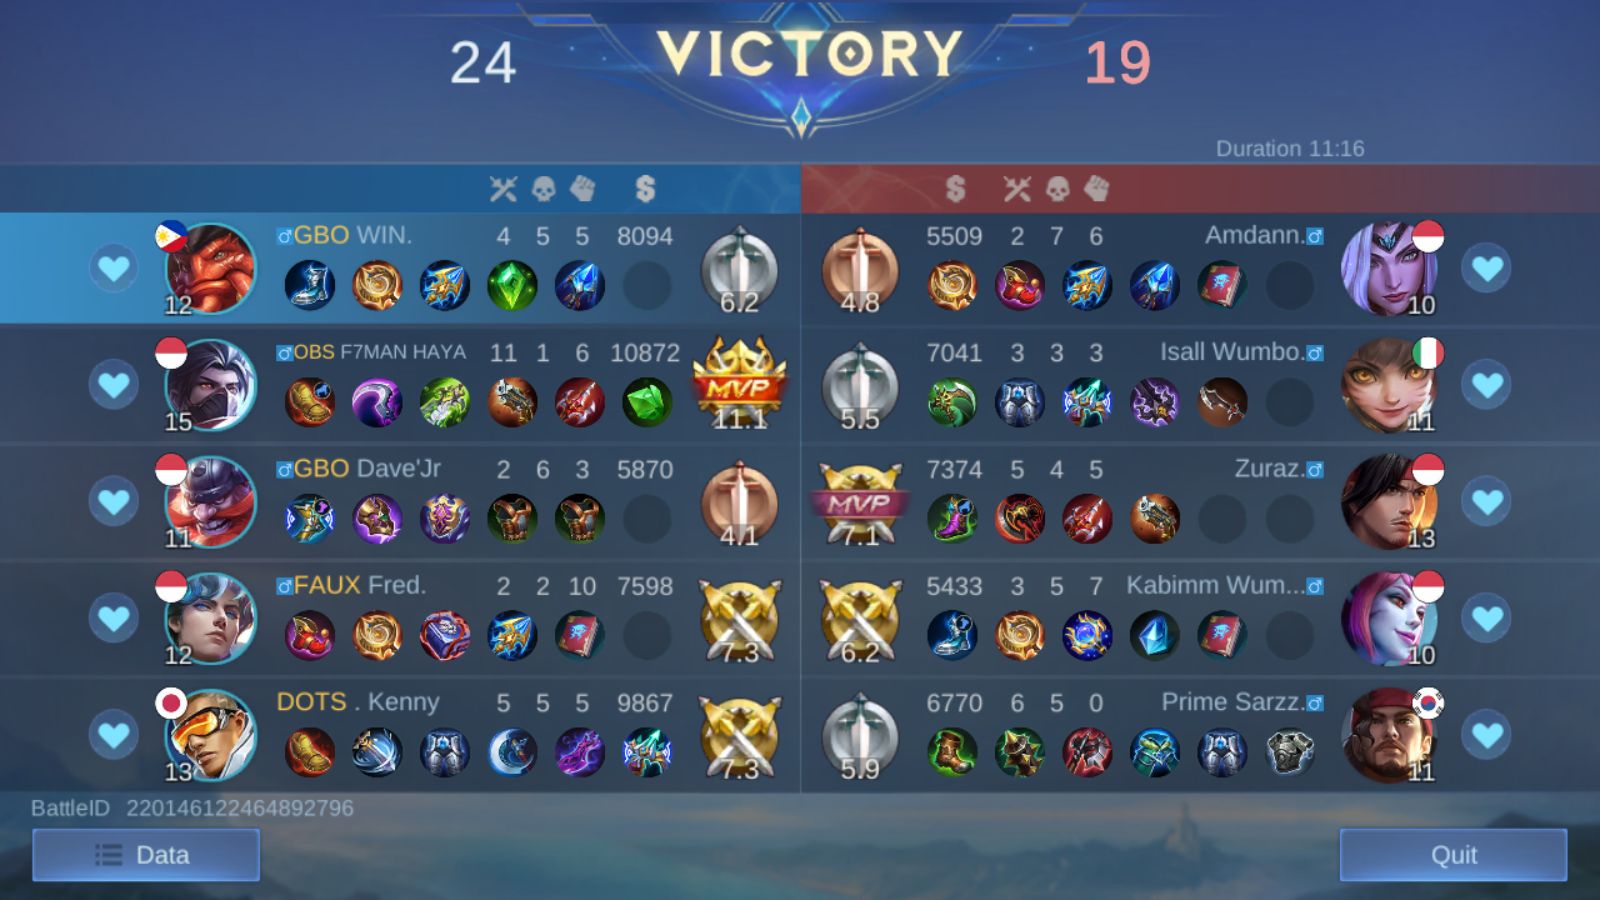 24 VICTORY 19
Duration 11:16
GBO WIN. 4 5 5 8094
12 6.2
4.8 5509 2 7 6 Amdann.
10
OBS F7MAN HAYA 11 1 6 10872
15 MVP 11.1
5.5 7041 3 3 3 Isall Wumbo.
11
GBO Dave'Jr 2 6 3 5870
11 4.1
MVP 7.1 7374 5 4 5 Zuraz.
13
FAUX Fred. 2 2 10 7598
12 7.3
6.2 5433 3 5 7 Kabimm Wum...
10
DOTS . Kenny 5 5 5 9867
13 7.3
5.9 6770 6 5 0 Prime Sarzz.
11
BattleID 220146122464892796
Data
Quit